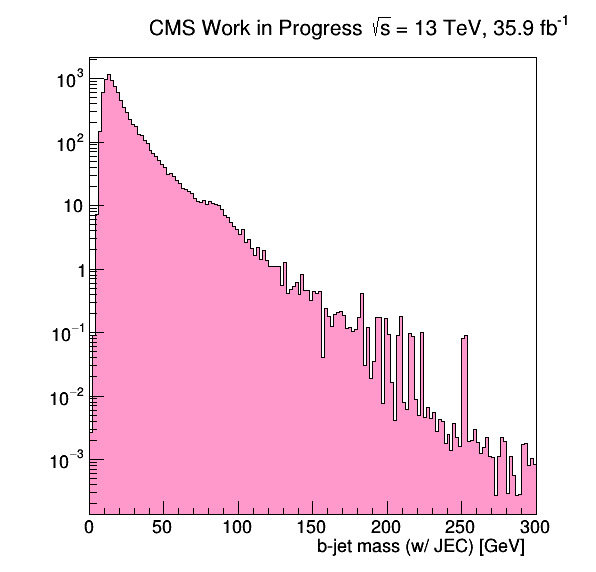 CMS Work in Progress √s = 13 TeV, 35.9 fb⁻¹
10³
10²
10
1
10⁻¹
10⁻²
10⁻³
0 50 100 150 200 250 300
b-jet mass (w/ JEC) [GeV]